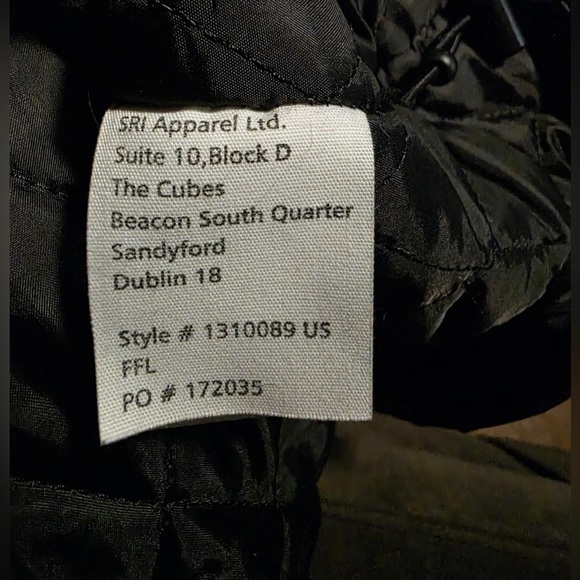 SRI Apparel Ltd.
Suite 10,Block D
The Cubes
Beacon South Quarter
Sandyford
Dublin 18
Style # 1310089 US
FFL
PO # 172035